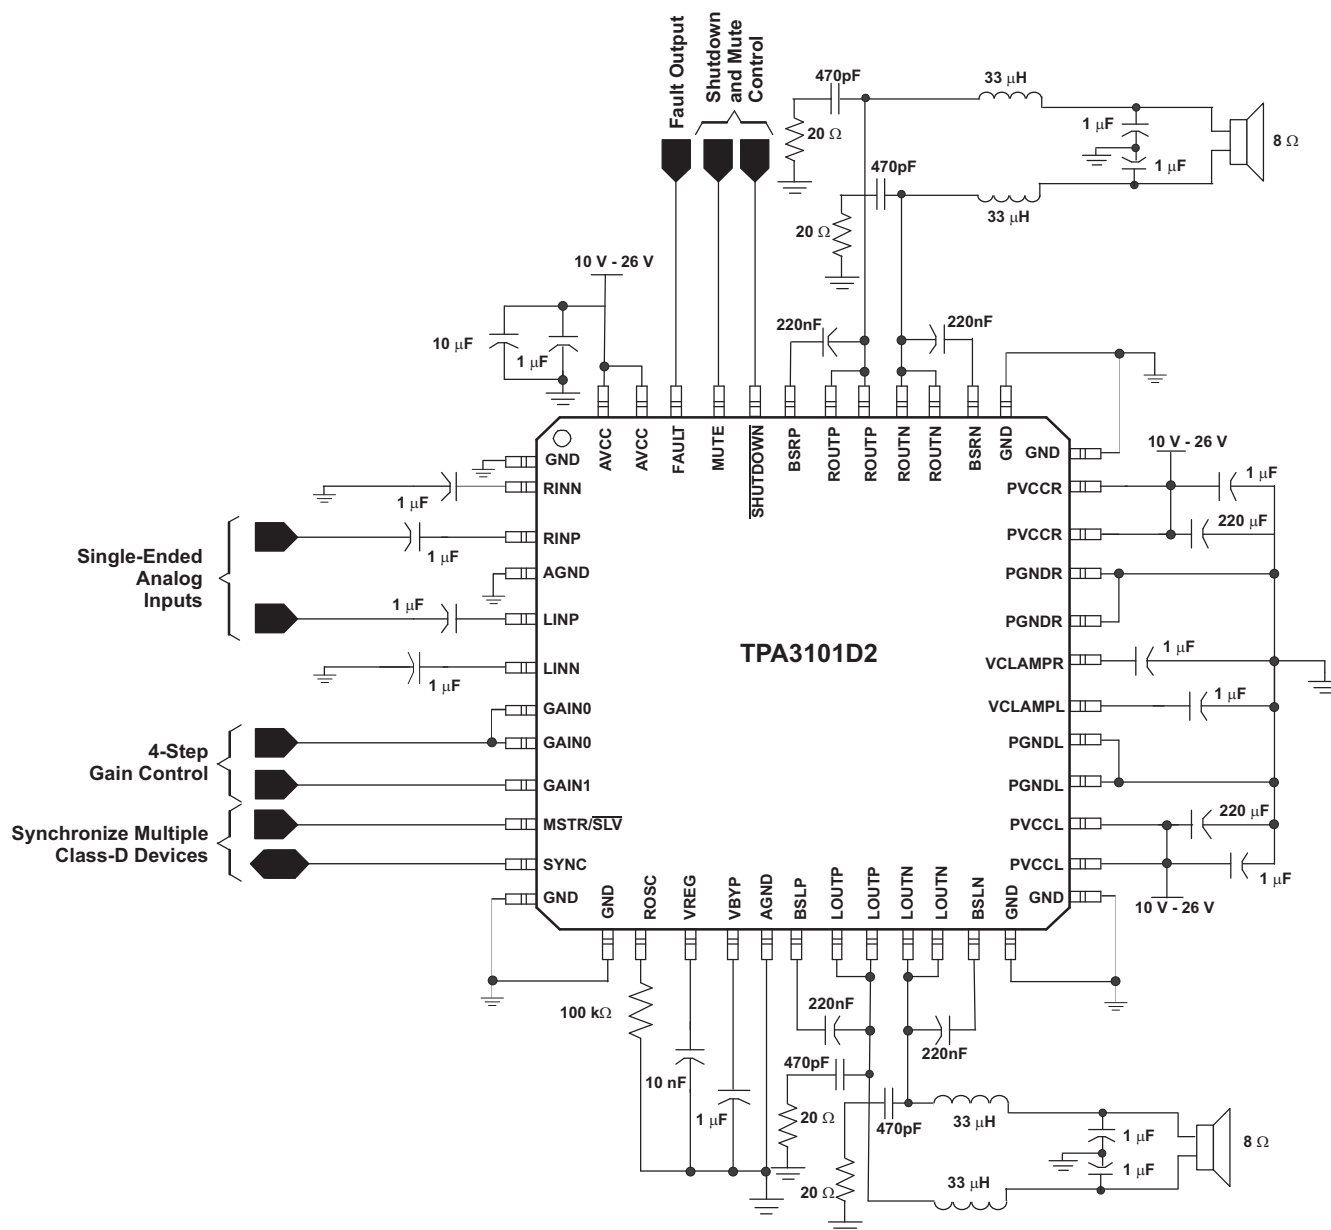 Fault Output
Shutdown
and Mute
Control
470pF
33 μH
20 Ω
1 μF
1 μF
8 Ω
470pF
33 μH
20 Ω
10 V - 26 V
10 μF
1 μF
220nF
220nF
AVCC
AVCC
FAULT
MUTE
SHUTDOWN
BSRP
ROUTP
ROUTP
ROUTN
ROUTN
BSRN
GND
GND
RINN
1 μF
RINP
1 μF
Single-Ended
Analog
Inputs
AGND
1 μF
LINP
LINN
1 μF
GAIN0
GAIN0
4-Step
Gain Control
GAIN1
MSTR/SLV
Synchronize Multiple
Class-D Devices
SYNC
GND
TPA3101D2
GND
10 V - 26 V
PVCCR
1 μF
PVCCR
220 μF
PGNDR
PGNDR
VCLAMPR
1 μF
VCLAMPL
1 μF
PGNDL
PGNDL
PVCCL
220 μF
PVCCL
1 μF
GND
10 V - 26 V
GND
ROSC
VREG
VBYP
AGND
BSLP
LOUTP
LOUTP
LOUTN
LOUTN
BSLN
GND
100 kΩ
220nF
220nF
10 nF
470pF
1 μF
20 Ω
470pF
33 μH
1 μF
1 μF
8 Ω
20 Ω
33 μH